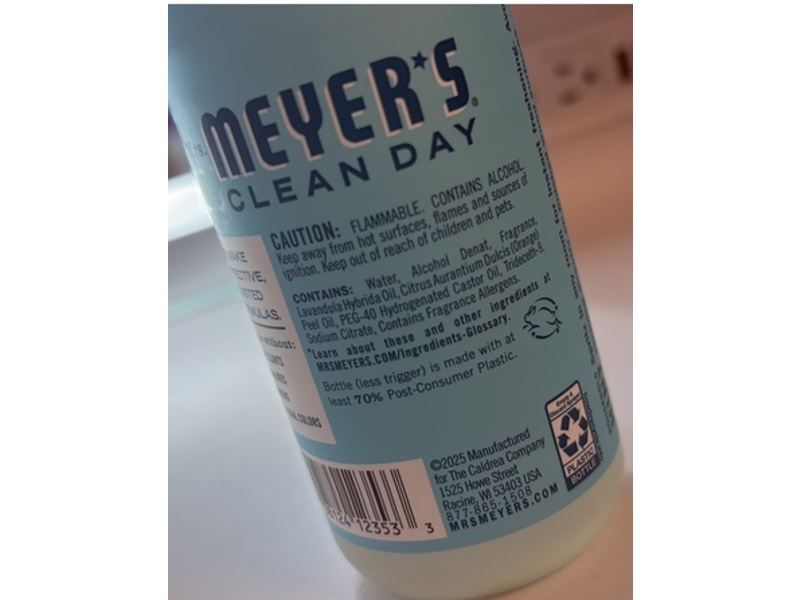 MEYER'S®
CLEAN DAY
CAUTION: FLAMMABLE. CONTAINS ALCOHOL.
Keep away from hot surfaces, flames and sources of
ignition. Keep out of reach of children and pets.
CONTAINS: Water, Alcohol Denat, Fragrance,
Lavandula Hybrida Oil, Citrus Aurantium Dulcis (Orange)
Peel Oil, PEG-40 Hydrogenated Castor Oil, Trideceth-9,
Sodium Citrate, Contains Fragrance Allergens.
*Learn about these and other ingredients at
MRSMEYERS.COM/Ingredients-Glossary.
Bottle (less trigger) is made with at
least 70% Post-Consumer Plastic.
without:
COLORS
12353 3
©2025 Manufactured
for The Caldrea Company
1525 Howe Street
Racine, WI 53403 USA
877-865-1508
MRSMEYERS.COM
PLASTIC
BOTTLE